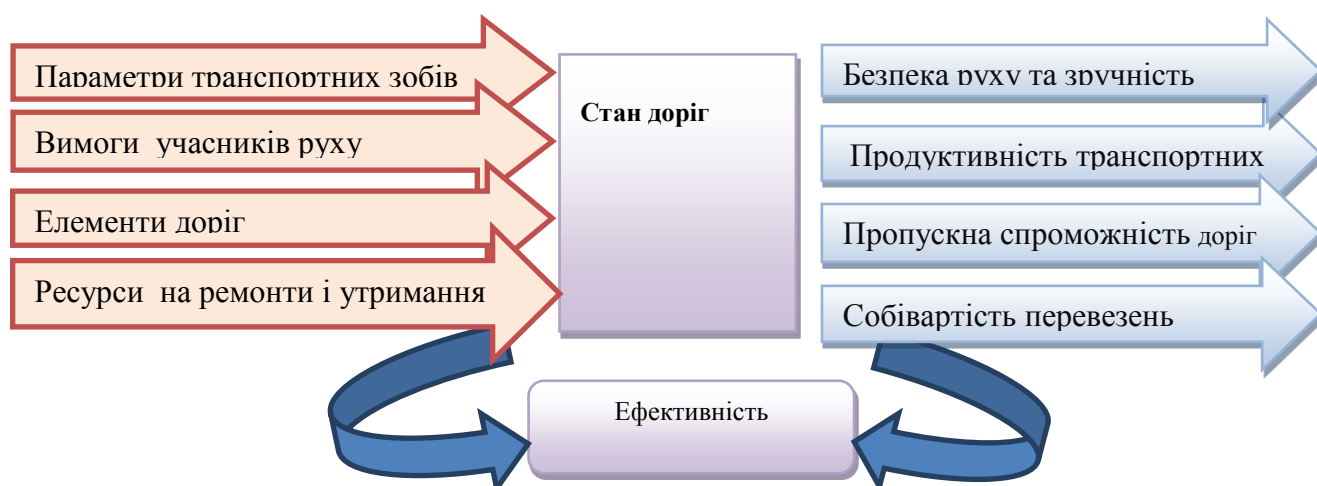 Параметри транспортних зобів
Вимоги учасників руху
Елементи доріг
Ресурси на ремонти і утримання
Стан доріг
Безпека руху та зручність
Продуктивність транспортних
Пропускна спроможність доріг
Собівартість перевезень
Ефективність